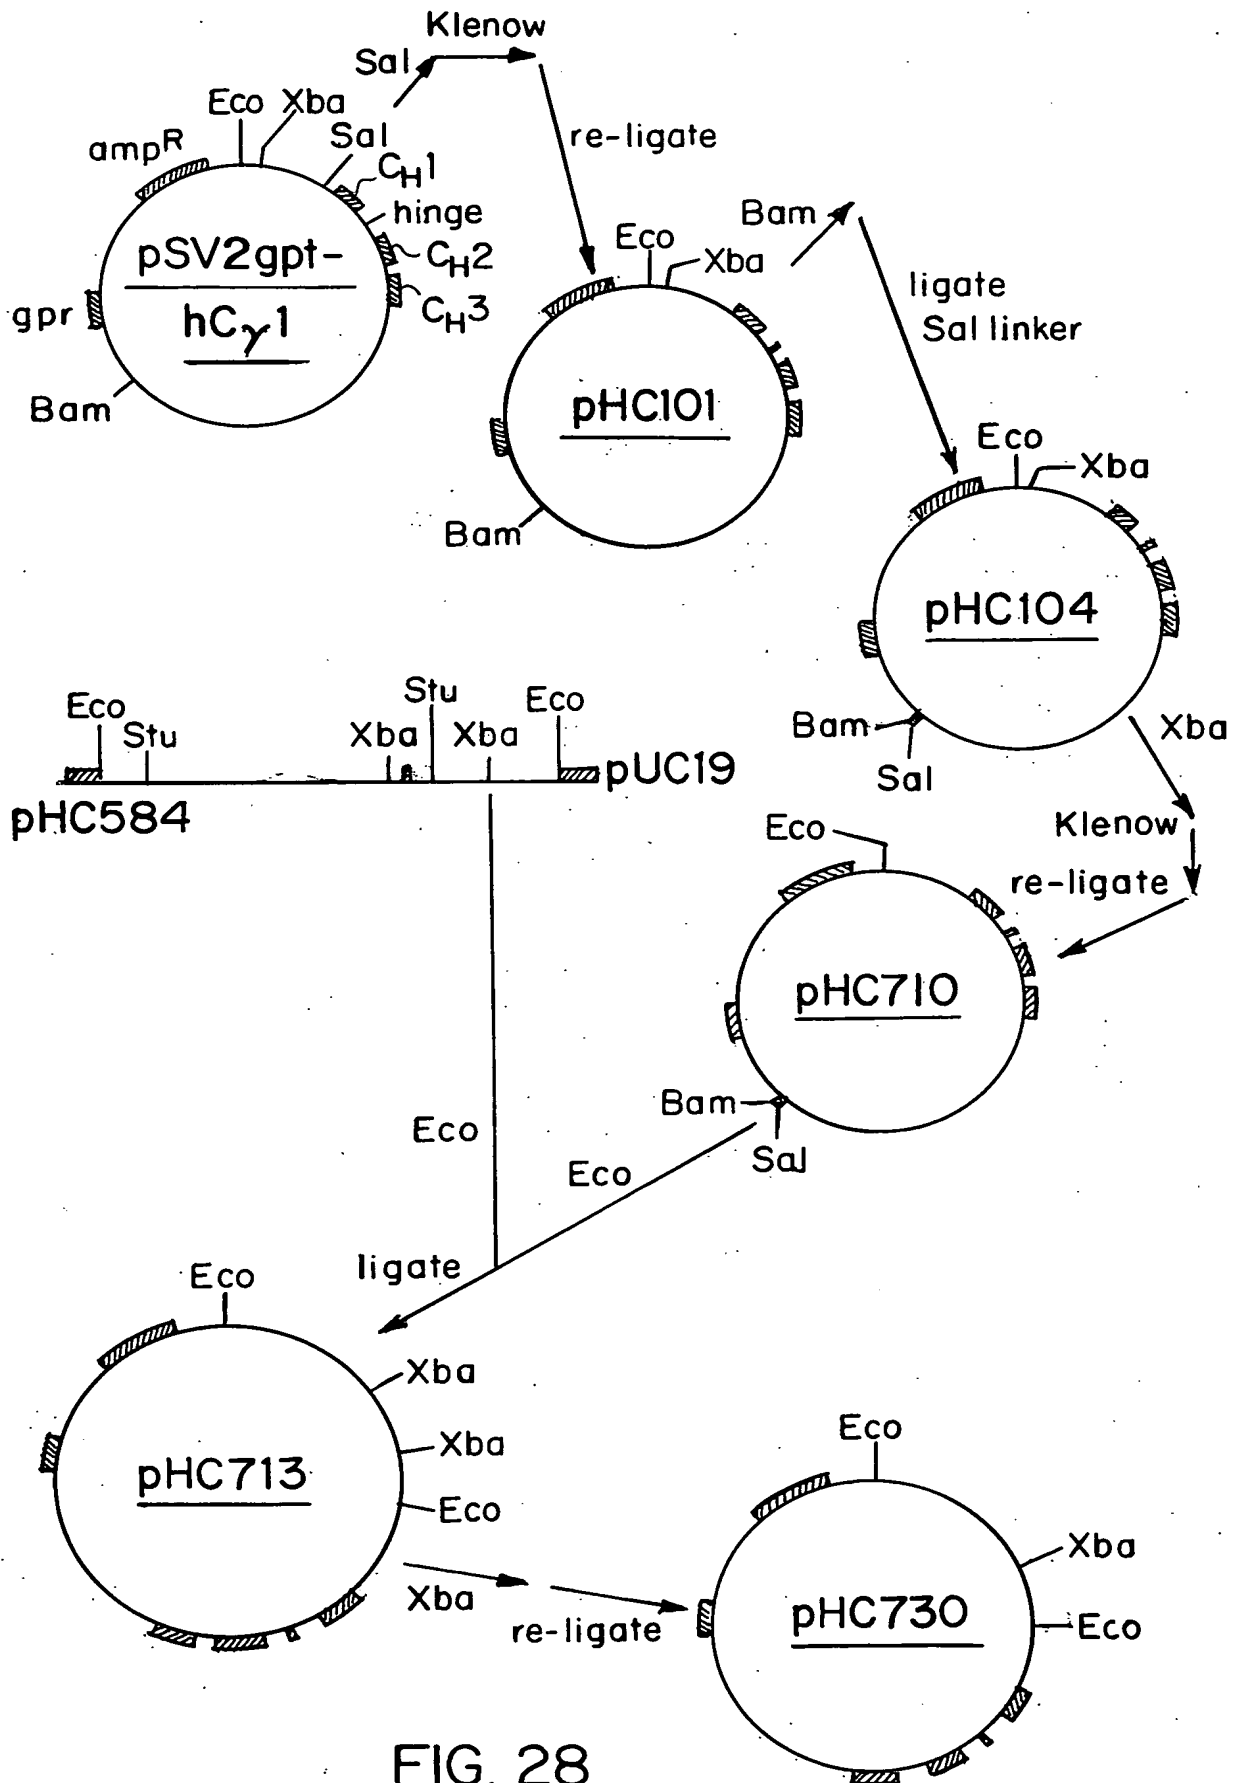 Klenow
Sal
Eco Xba
Sal
ampR
CH1
hinge
CH2
CH3
pSV2gpt-
hCγ1
gpr
Bam
re-ligate
Eco
Xba
Bam
pHC101
Bam
ligate
Sal linker
Eco
Xba
pHC104
Bam
Sal
Xba
Klenow
re-ligate
Eco
Stu
Xba
Stu
Xba
Eco
pUC19
pHC584
Eco
pHC710
Bam
Sal
Eco
Eco
ligate
Eco
Xba
Xba
Eco
pHC713
Xba
re-ligate
Eco
Xba
Eco
pHC730
FIG. 28